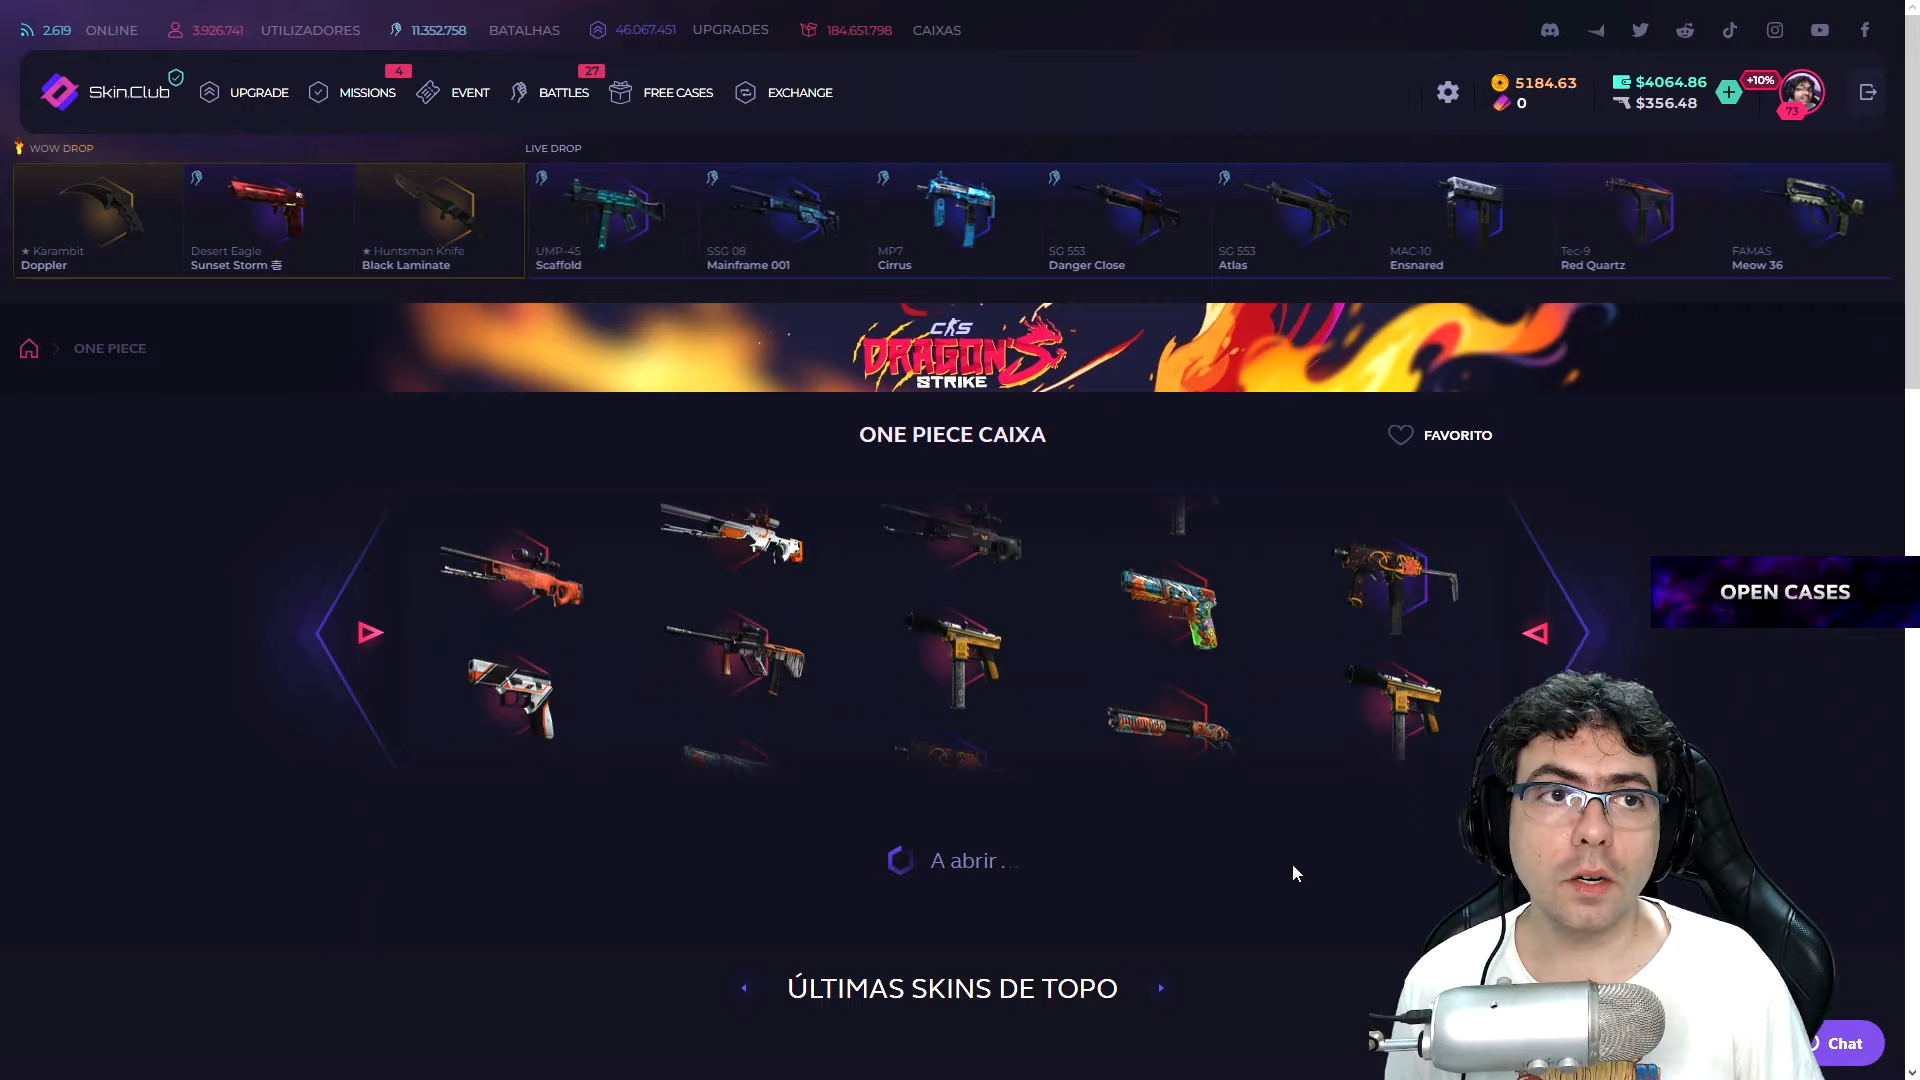 2.619 ONLINE 3.926.741 UTILIZADORES 11.352.758 BATALHAS 46.067.451 UPGRADES 184.651.798 CAIXAS
4 27
Skin.Club UPGRADE MISSIONS EVENT BATTLES FREE CASES EXCHANGE
5184.63 $4064.86 +10%
0 $356.48 73
WOW DROP LIVE DROP
★ Karambit Desert Eagle ★ Huntsman Knife UMP-45 SSG 08 MP7 SG 553 SG 553 MAC-10 Tec-9 FAMAS
Doppler Sunset Storm 壱 Black Laminate Scaffold Mainframe 001 Cirrus Danger Close Atlas Ensnared Red Quartz Meow 36
CS
DRAGON'S
STRIKE
ONE PIECE
ONE PIECE CAIXA FAVORITO
OPEN CASES
A abrir...
ÚLTIMAS SKINS DE TOPO
Chat